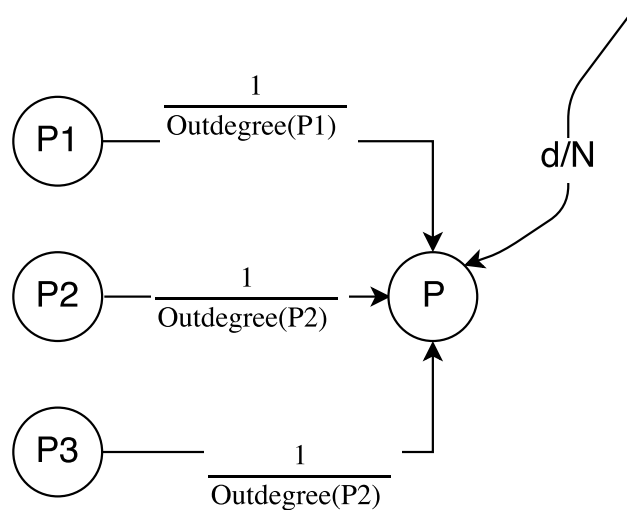 P1
1
Outdegree(P1)
d/N
P2
1
Outdegree(P2)
P
P3
1
Outdegree(P2)